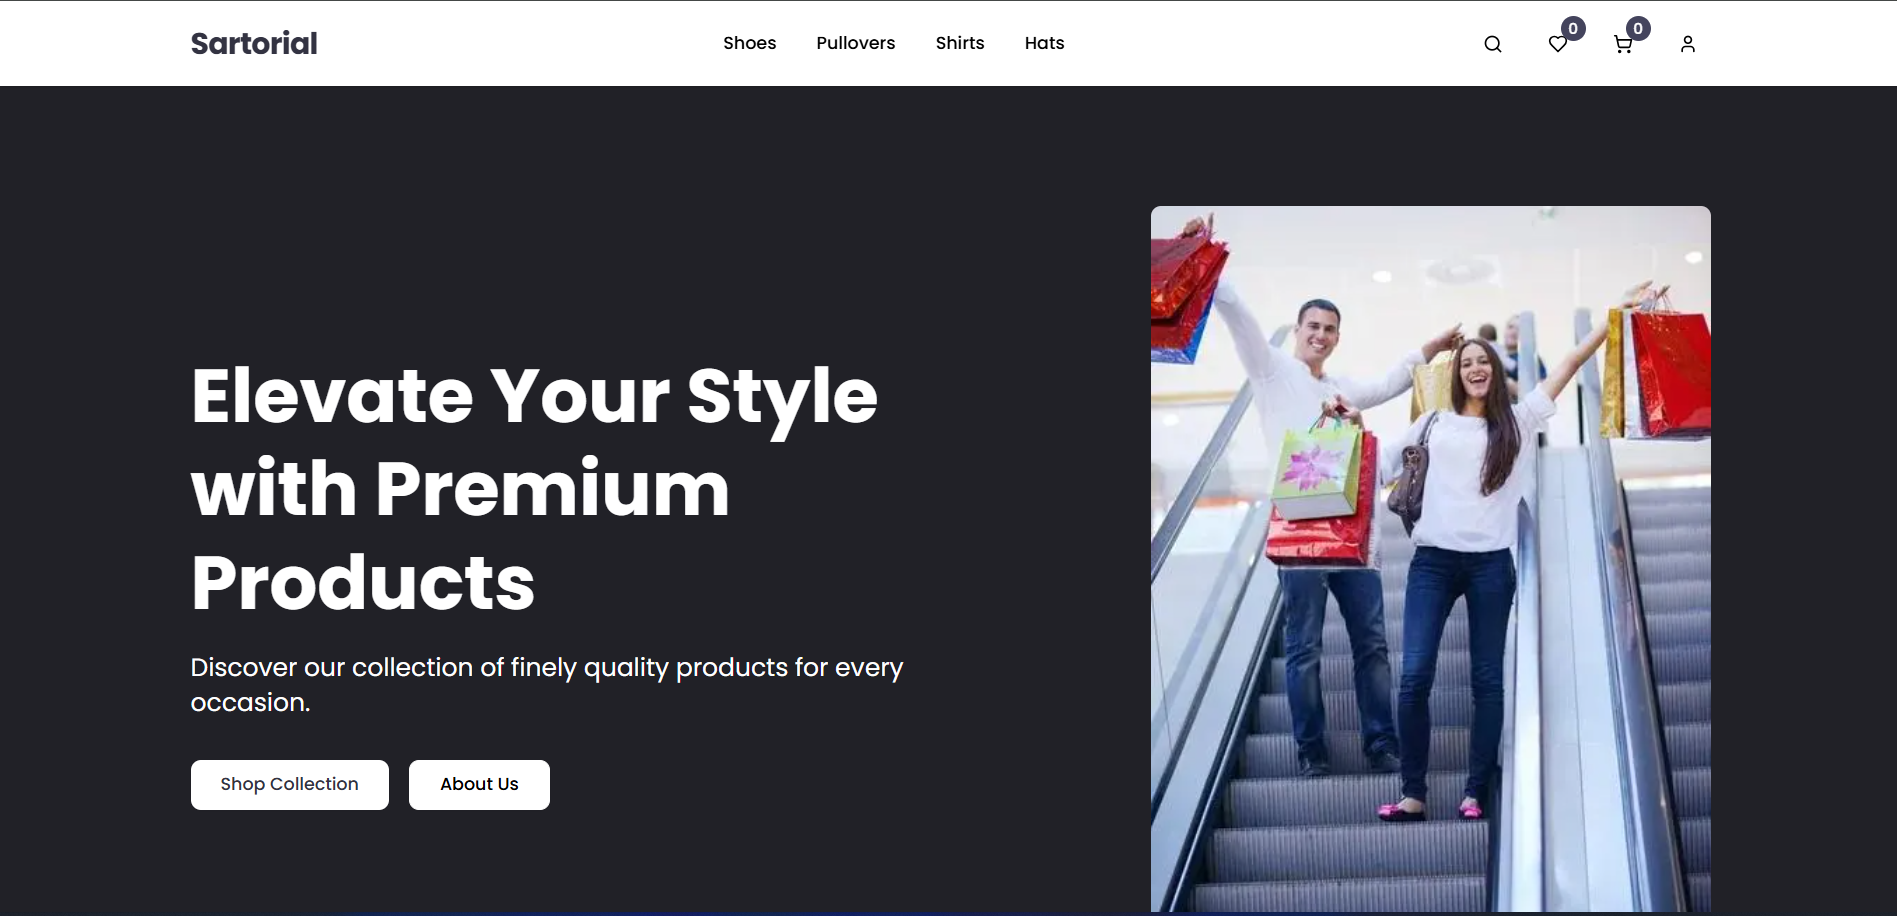 Sartorial
Shoes Pullovers Shirts Hats
0 0
Elevate Your Style
with Premium
Products
Discover our collection of finely quality products for every
occasion.
Shop Collection About Us